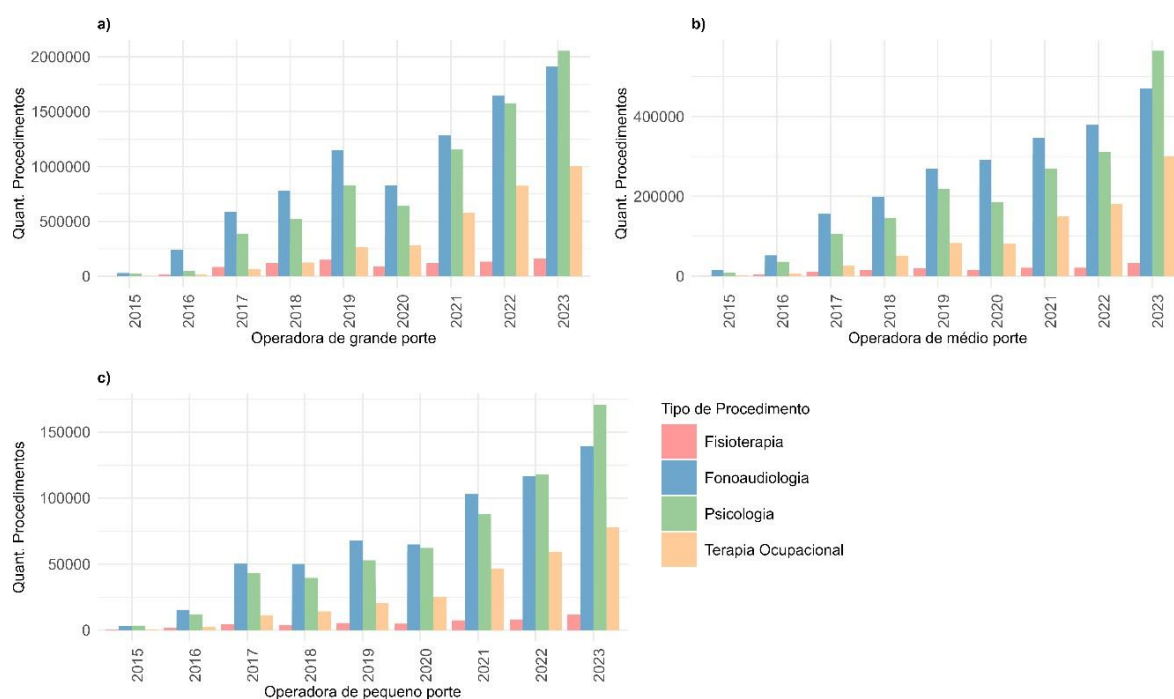 a)
Quant. Procedimentos
2000000
1500000
1000000
500000
0
2015
2016
2017
2018
2019
2020
2021
2022
2023
Operadora de grande porte
b)
Quant. Procedimentos
400000
200000
0
2015
2016
2017
2018
2019
2020
2021
2022
2023
Operadora de médio porte
c)
Quant. Procedimentos
150000
100000
50000
0
2015
2016
2017
2018
2019
2020
2021
2022
2023
Operadora de pequeno porte
Tipo de Procedimento
Fisioterapia
Fonoaudiologia
Psicologia
Terapia Ocupacional